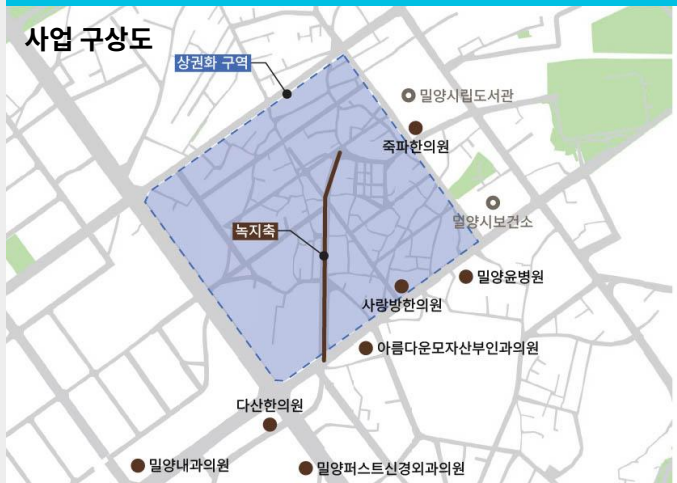 사업 구상도
상권화 구역
밀양시립도서관
죽파한의원
밀양시보건소
녹지축
밀양윤병원
사랑방한의원
아름다운모자산부인과의원
다산한의원
밀양내과의원
밀양퍼스트신경외과의원